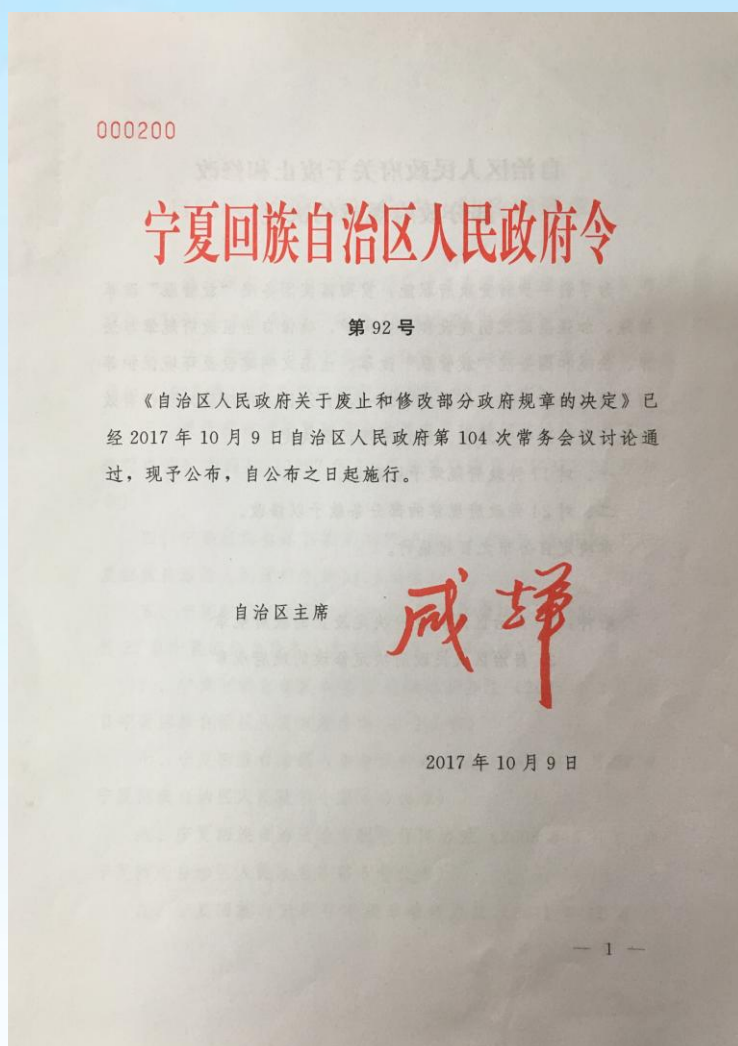 000200
宁夏回族自治区人民政府令
第 92 号
《自治区人民政府关于废止和修改部分政府规章的决定》已
经 2017 年 10 月 9 日自治区人民政府第 104 次常务会议讨论通
过，现予公布，自公布之日起施行。
自治区主席 咸辉
2017 年 10 月 9 日
— 1 —